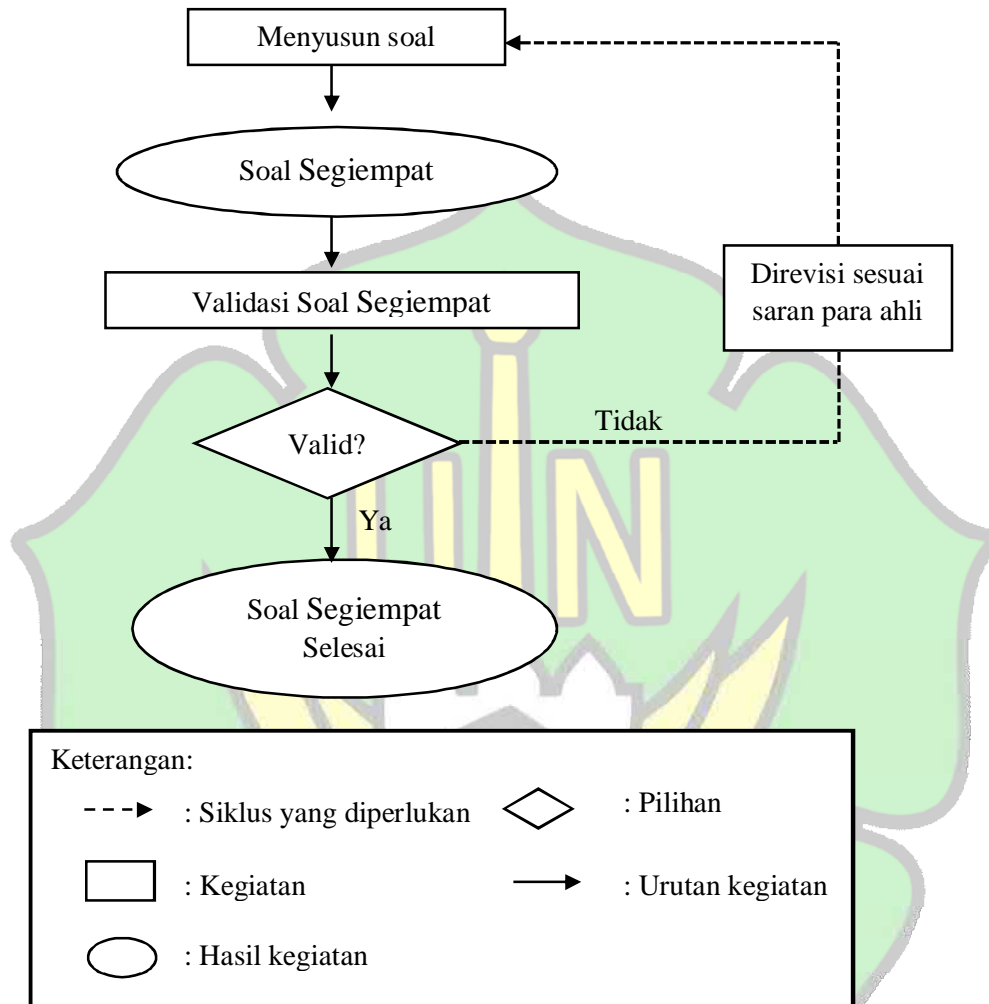 Menyusun soal
Soal Segiempat
Validasi Soal Segiempat
Direvisi sesuai
saran para ahli
Valid?
Tidak
Ya
Soal Segiempat
Selesai
UIN
Keterangan:
: Siklus yang diperlukan
: Pilihan
: Kegiatan
: Urutan kegiatan
: Hasil kegiatan